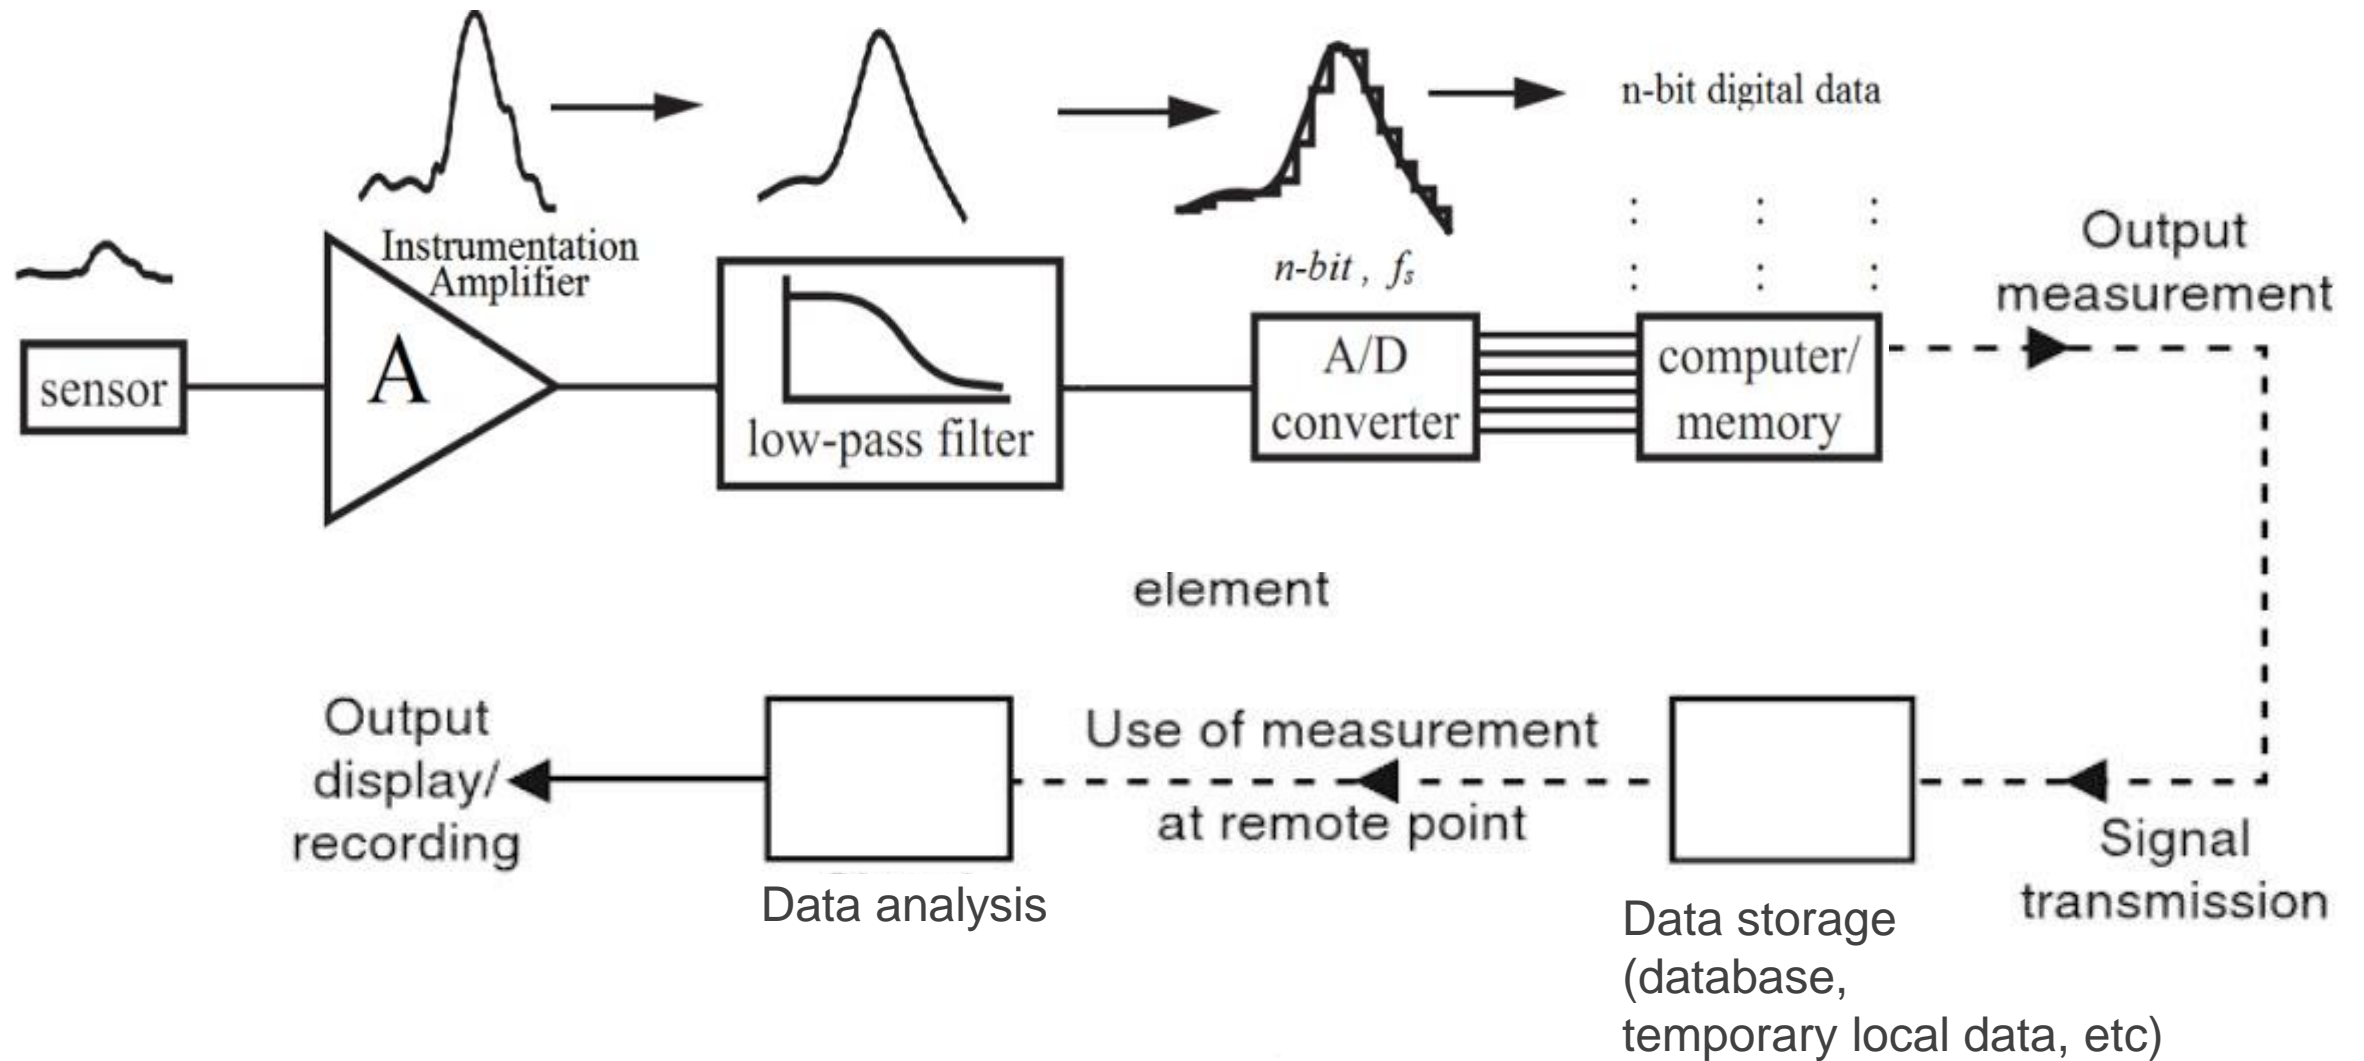 n-bit digital data
Output
measurement
Instrumentation
Amplifier
n-bit , fs
sensor
A
low-pass filter
A/D
converter
computer/
memory
element
Output
display/
recording
Use of measurement
at remote point
Signal
transmission
Data analysis
Data storage
(database,
temporary local data, etc)